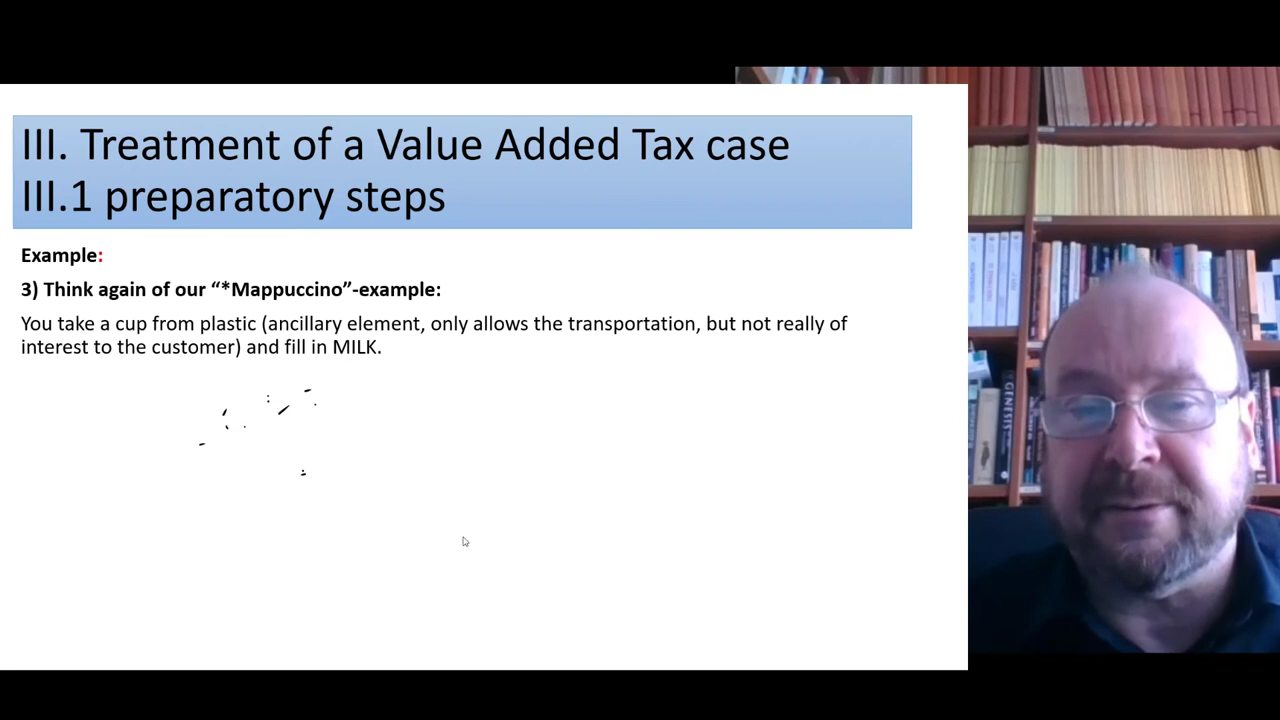 III. Treatment of a Value Added Tax case
III.1 preparatory steps
Example:
3) Think again of our “*Mappuccino”-example:
You take a cup from plastic (ancillary element, only allows the transportation, but not really of
interest to the customer) and fill in MILK.
GENESIS